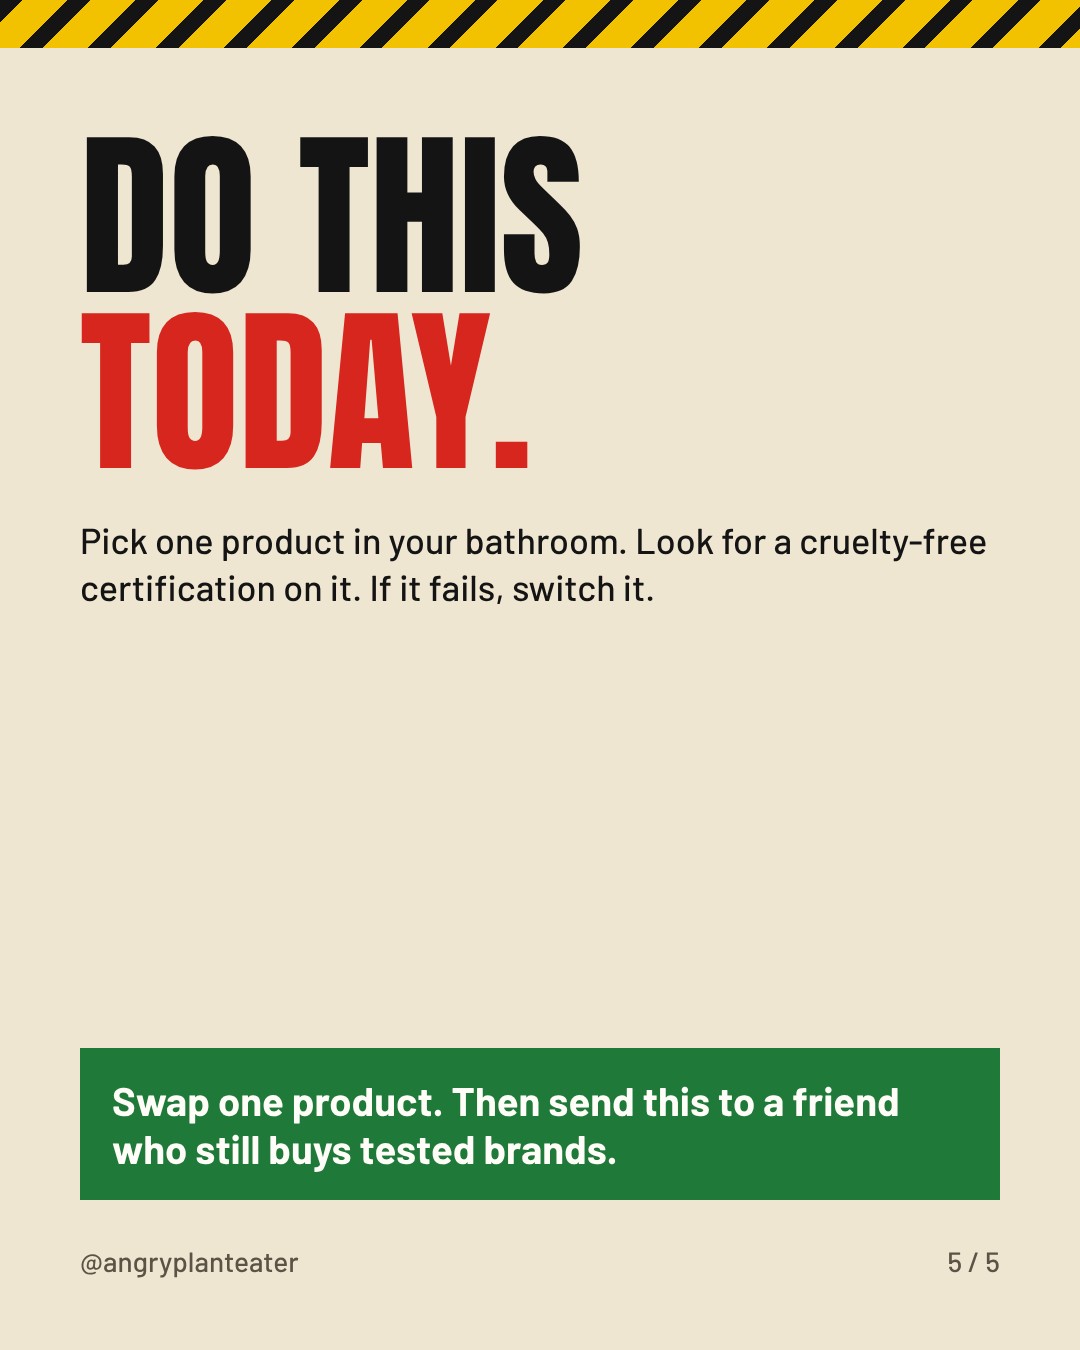 DO THIS
TODAY.
Pick one product in your bathroom. Look for a cruelty-free
certification on it. If it fails, switch it.
Swap one product. Then send this to a friend
who still buys tested brands.
@angryplanteater
5 / 5